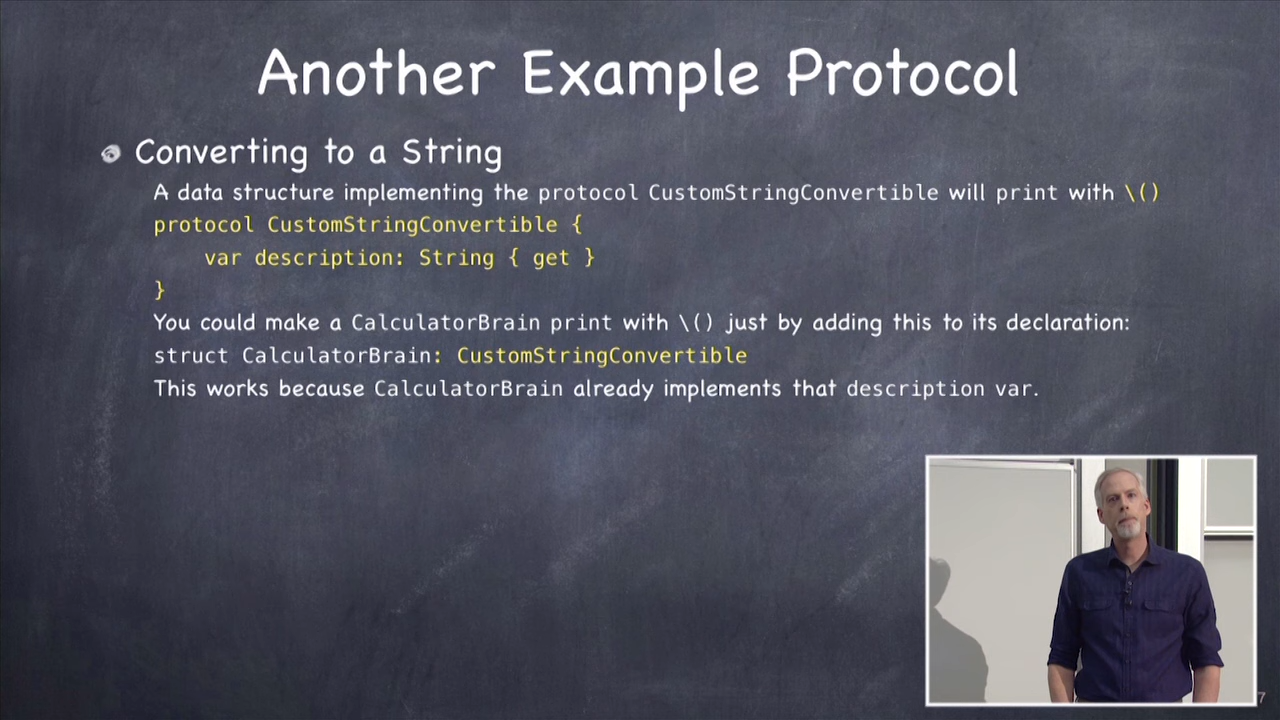 Another Example Protocol
Converting to a String
A data structure implementing the protocol CustomStringConvertible will print with \()
protocol CustomStringConvertible {
var description: String { get }
}
You could make a CalculatorBrain print with \() just by adding this to its declaration:
struct CalculatorBrain: CustomStringConvertible
This works because CalculatorBrain already implements that description var.
7